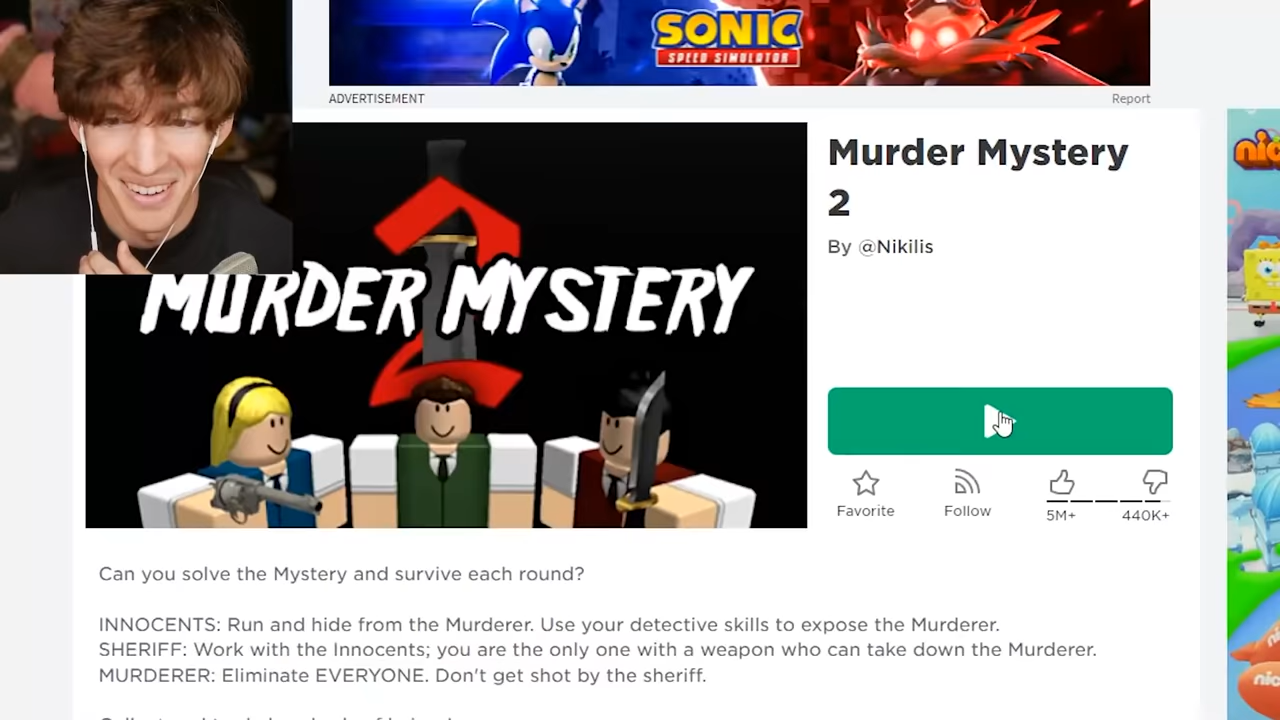 SONIC
SPEED SIMULATOR
ADVERTISEMENT
Report
MURDER MYSTERY
2
Murder Mystery
2
By @Nikilis
Favorite
Follow
5M+
440K+
Can you solve the Mystery and survive each round?
INNOCENTS: Run and hide from the Murderer. Use your detective skills to expose the Murderer.
SHERIFF: Work with the Innocents; you are the only one with a weapon who can take down the Murderer.
MURDERER: Eliminate EVERYONE. Don't get shot by the sheriff.